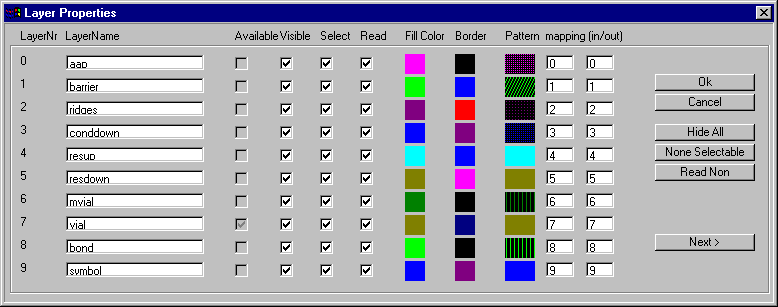 Layer Properties
LayerNr LayerName Available Visible Select Read Fill Color Border Pattern mapping (in/out)
0 aap 0 0
1 barrier 1 1
2 ridges 2 2
3 conddown 3 3
4 resup 4 4
5 resdown 5 5
6 mvial 6 6
7 vial 7 7
8 bond 8 8
9 symbol 9 9
Ok
Cancel
Hide All
None Selectable
Read Non
Next >